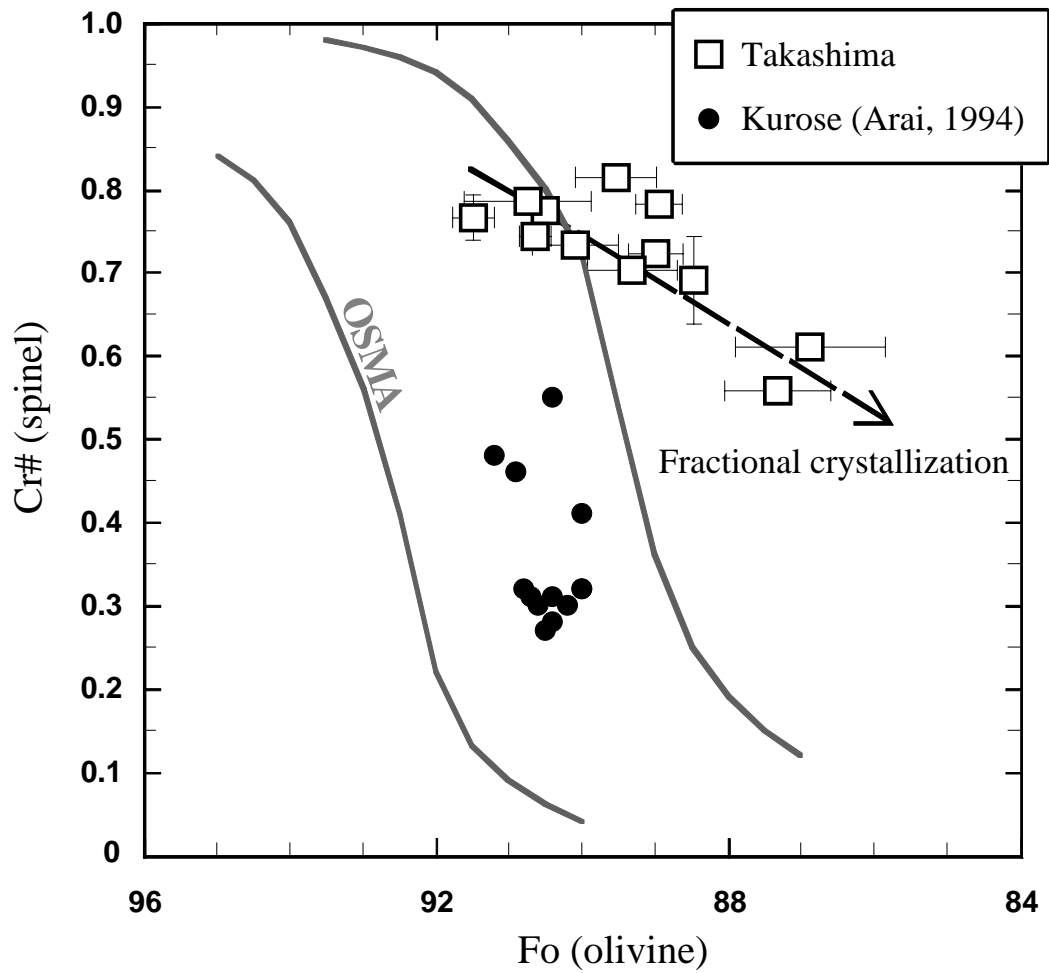 Takashima
Kurose (Arai, 1994)
1.0
0.9
0.8
0.7
0.6
0.5
0.4
0.3
0.2
0.1
0
Cr# (spinel)
OSMA
Fractional crystallization
96
92
88
84
Fo (olivine)